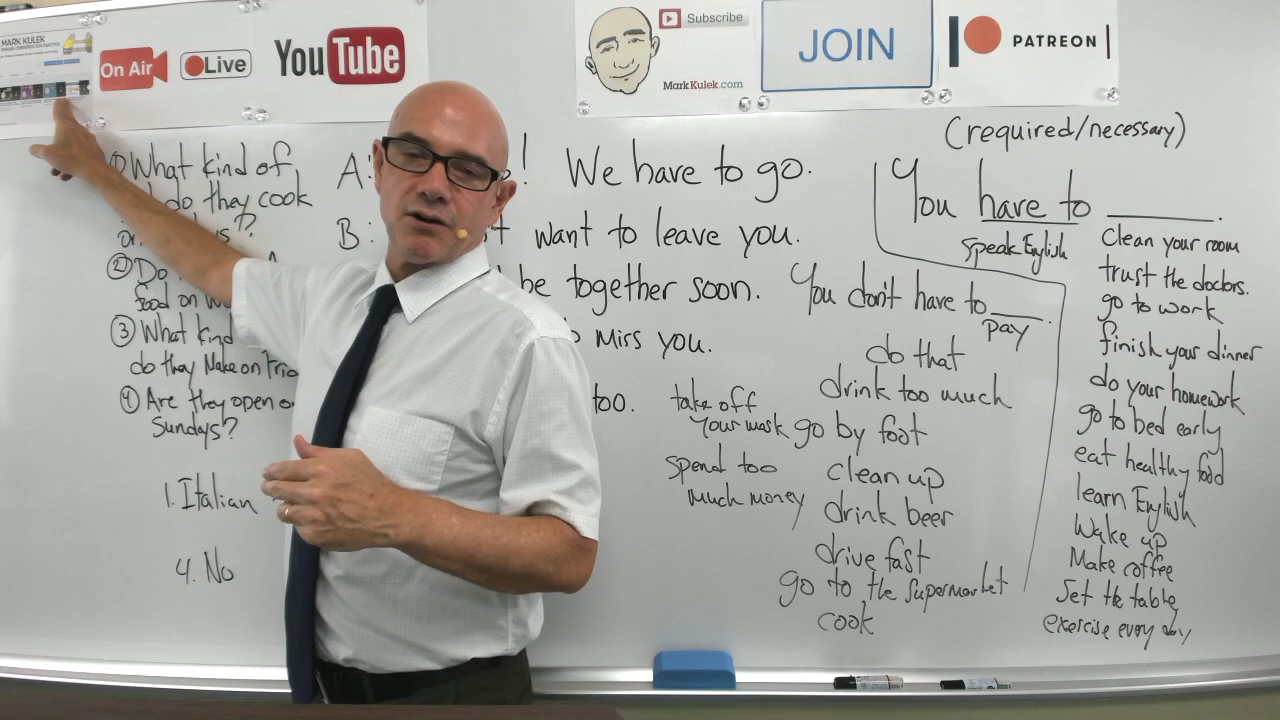 MARK KULEK
On Air
Live
YouTube
Subscribe
MarkKulek.com
JOIN
PATREON
① What kind of
do they cook
on
②Do
food on
③ What kind
do they Make on
④ Are they open
Sundays?
1. Italian
4. No
A: ! We have to go.
B: want to leave you.
be together soon.
Miss you.
too.
(required/necessary)
You have to ______.
speak English
Clean your room
trust the doctors.
go to work
finish your dinner
do your homework
go to bed early
eat healthy food
learn English
Wake up
Make coffee
Set the table
exercise every day
You don't have to ____.
pay
do that
drink too much
go by foot
clean up
drink beer
drive fast
go to the supermarket
cook
take off
your mask
spend too
much money